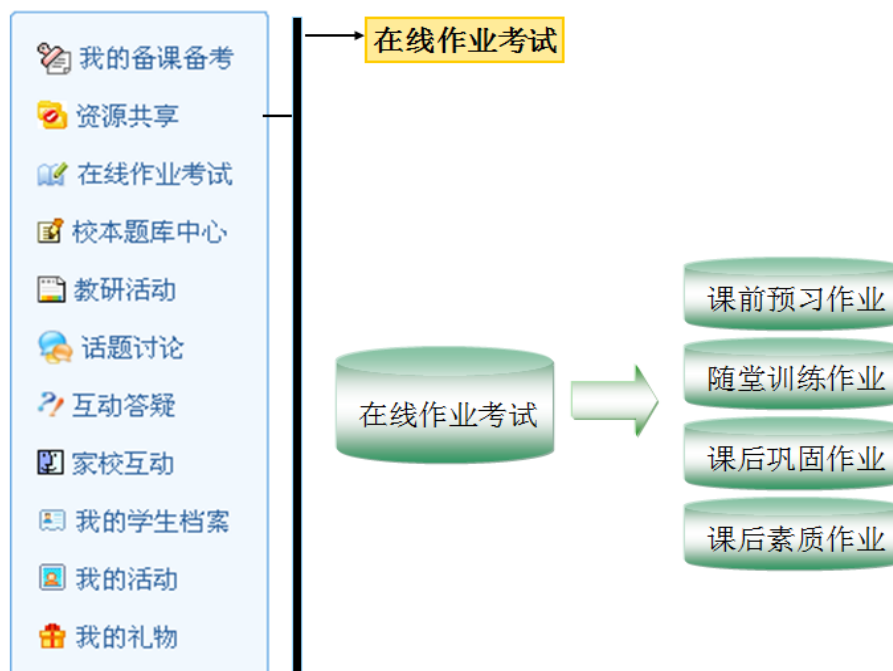 我的备课备考
资源共享
在线作业考试
校本题库中心
教研活动
话题讨论
互动答疑
家校互动
我的学生档案
我的活动
我的礼物
在线作业考试
在线作业考试
课前预习作业
随堂训练作业
课后巩固作业
课后素质作业